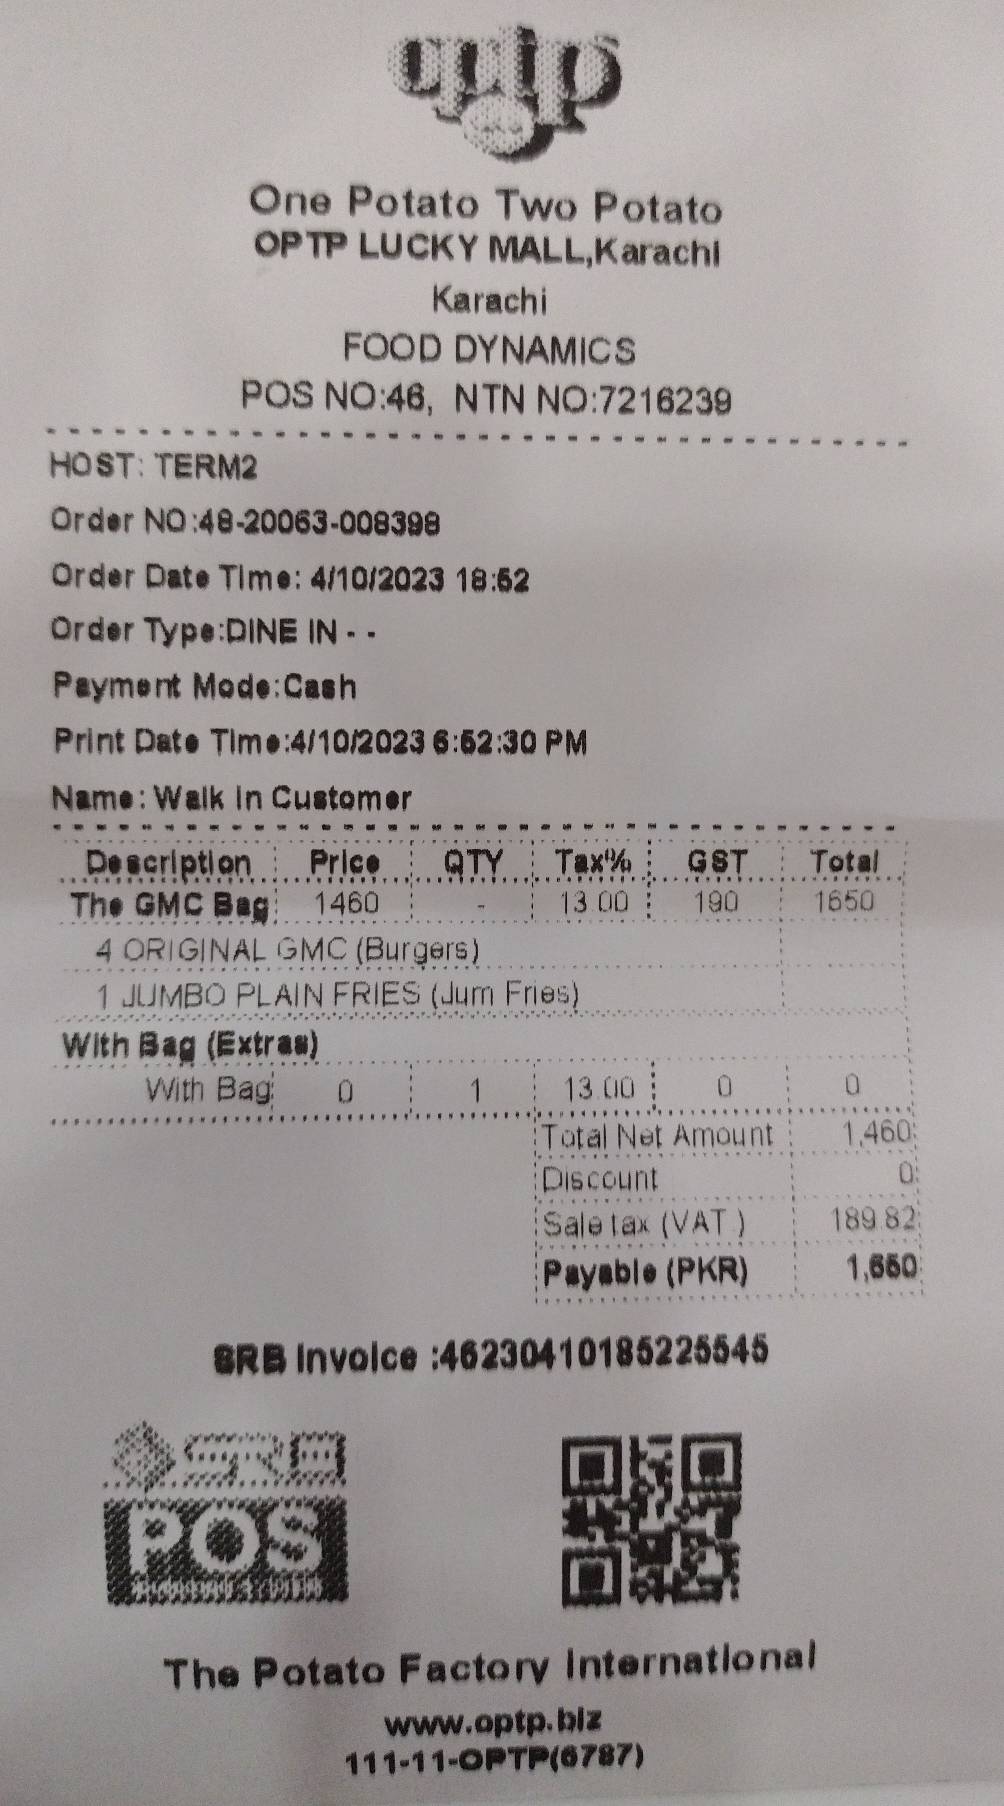 optp
One Potato Two Potato
OPTP LUCKY MALL,Karachi
Karachi
FOOD DYNAMICS
POS NO:46, NTN NO:7216239
HOST: TERM2
Order NO:48-20063-008398
Order Date Time: 4/10/2023 18:52
Order Type:DINE IN - -
Payment Mode:Cash
Print Date Time:4/10/2023 6:52:30 PM
Name: Walk In Customer
Description Price QTY Tax% GST Total
The GMC Bag 1460 - 13.00 190 1650
4 ORIGINAL GMC (Burgers)
1 JUMBO PLAIN FRIES (Jum Fries)
With Bag (Extras)
With Bag 0 1 13.00 0 0
Total Net Amount 1,460
Discount 0
Sale tax (VAT ) 189.82
Payable (PKR) 1,650
SRB Invoice :46230410185225545
SRB
POS
The Potato Factory International
www.optp.biz
111-11-OPTP(6787)